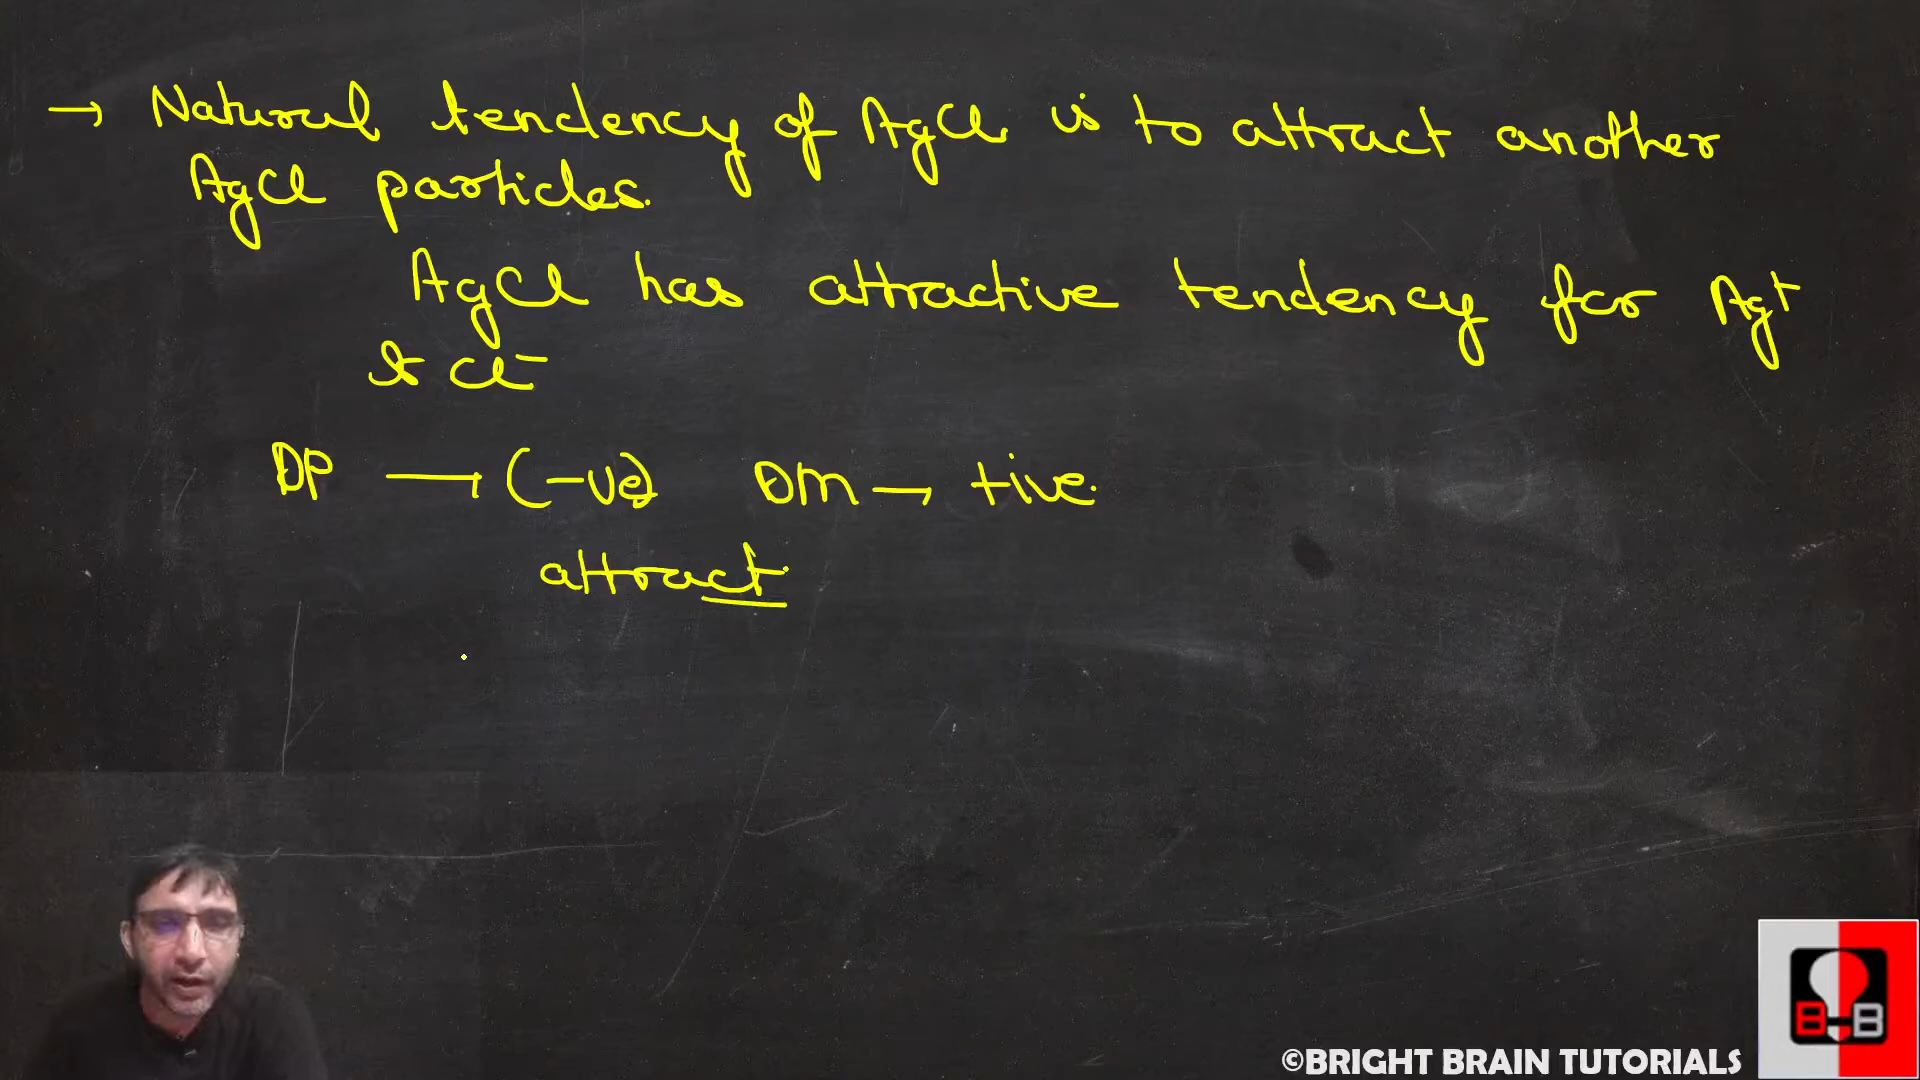 → Natural tendency of AgCl is to attract another
AgCl particles.
AgCl has attractive tendency for Ag+
& Cl-
DP → (-ve) DM → +ive.
attract
B B
©BRIGHT BRAIN TUTORIALS